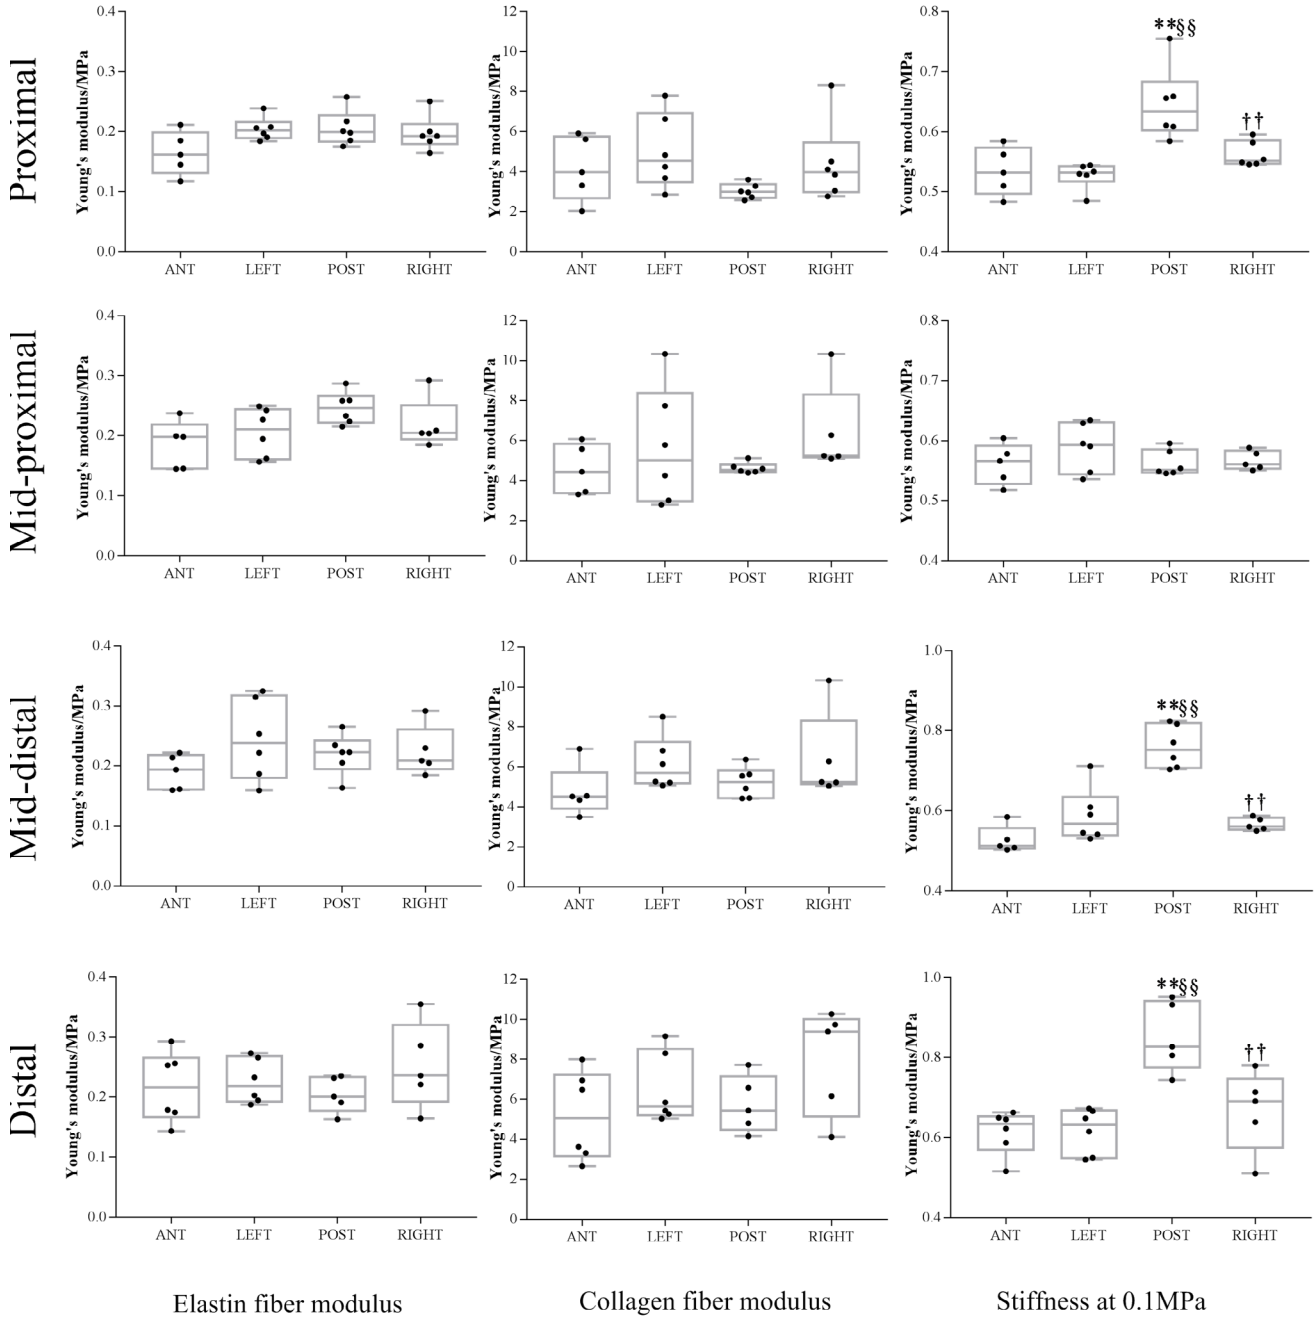 Proximal
Young's modulus/MPa
0.4
0.3
0.2
0.1
0.0
ANT LEFT POST RIGHT
Young's modulus/MPa
12
10
8
6
4
2
0
ANT LEFT POST RIGHT
Young's modulus/MPa
0.8
0.7
0.6
0.5
0.4
**§§
††
ANT LEFT POST RIGHT
Mid-proximal
Young's modulus/MPa
0.4
0.3
0.2
0.1
0.0
ANT LEFT POST RIGHT
Young's modulus/MPa
12
10
8
6
4
2
0
ANT LEFT POST RIGHT
Young's modulus/MPa
0.8
0.7
0.6
0.5
0.4
ANT LEFT POST RIGHT
Mid-distal
Young's modulus/MPa
0.4
0.3
0.2
0.1
0.0
ANT LEFT POST RIGHT
Young's modulus/MPa
12
10
8
6
4
2
0
ANT LEFT POST RIGHT
Young's modulus/MPa
1.0
0.8
0.6
0.4
**§§
††
ANT LEFT POST RIGHT
Distal
Young's modulus/MPa
0.4
0.3
0.2
0.1
0.0
ANT LEFT POST RIGHT
Young's modulus/MPa
12
10
8
6
4
2
0
ANT LEFT POST RIGHT
Young's modulus/MPa
1.0
0.8
0.6
0.4
**§§
††
ANT LEFT POST RIGHT
Elastin fiber modulus
Collagen fiber modulus
Stiffness at 0.1MPa